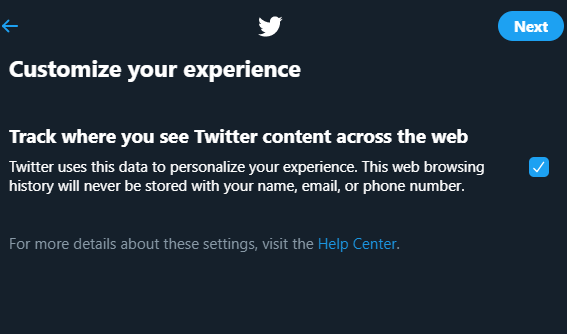 Next
Customize your experience
Track where you see Twitter content across the web
Twitter uses this data to personalize your experience. This web browsing
history will never be stored with your name, email, or phone number.
For more details about these settings, visit the Help Center.